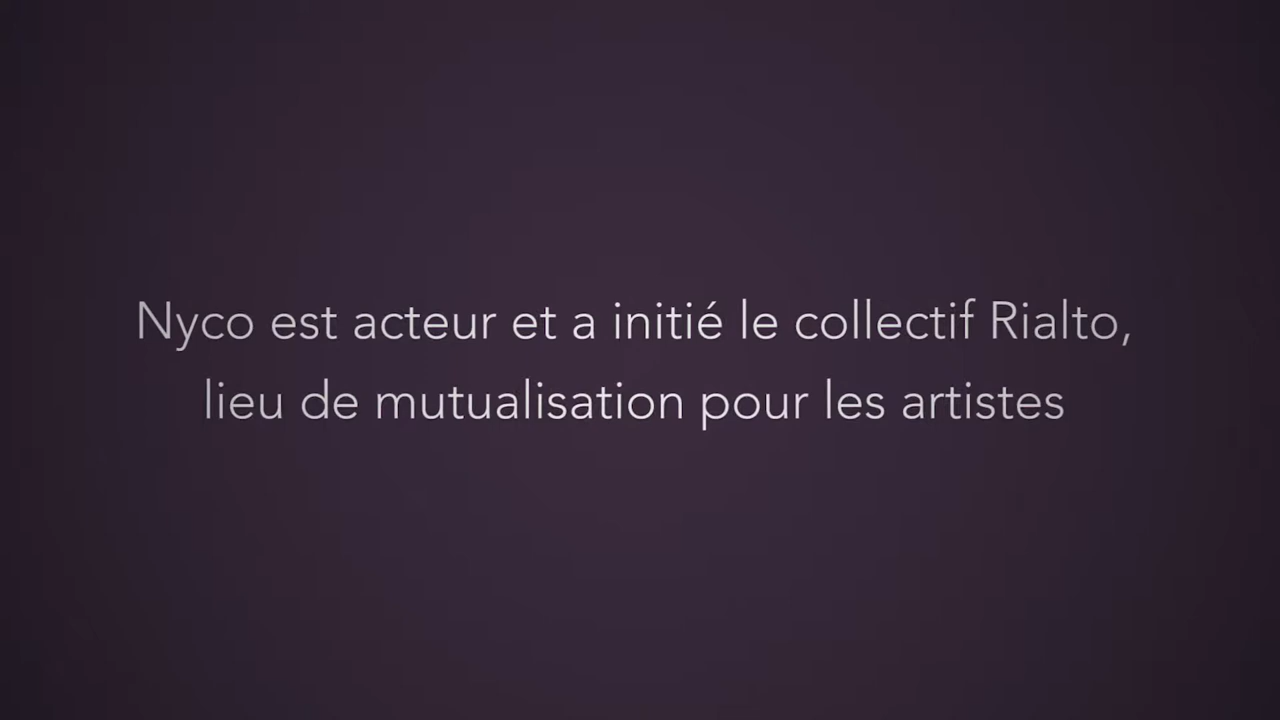 Nyco est acteur et a initié le collectif Rialto,
lieu de mutualisation pour les artistes